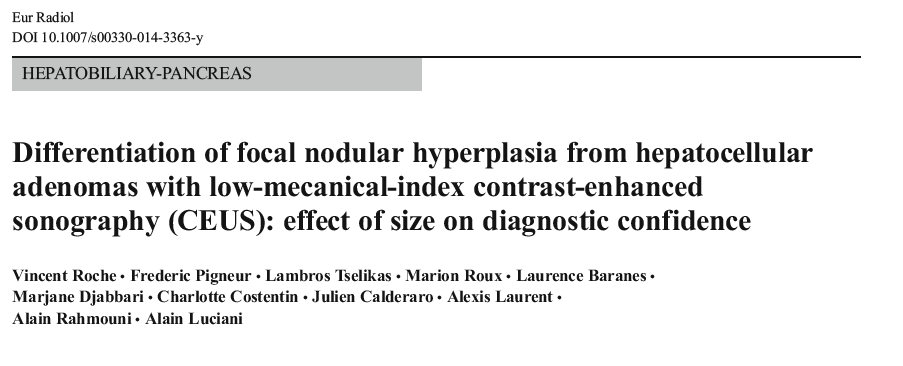 Eur Radiol
DOI 10.1007/s00330-014-3363-y
HEPATOBILIARY-PANCREAS
Differentiation of focal nodular hyperplasia from hepatocellular
adenomas with low-mecanical-index contrast-enhanced
sonography (CEUS): effect of size on diagnostic confidence
Vincent Roche • Frederic Pigneur • Lambros Tselikas • Marion Roux • Laurence Baranes •
Marjane Djabbari • Charlotte Costentin • Julien Calderaro • Alexis Laurent •
Alain Rahmouni • Alain Luciani